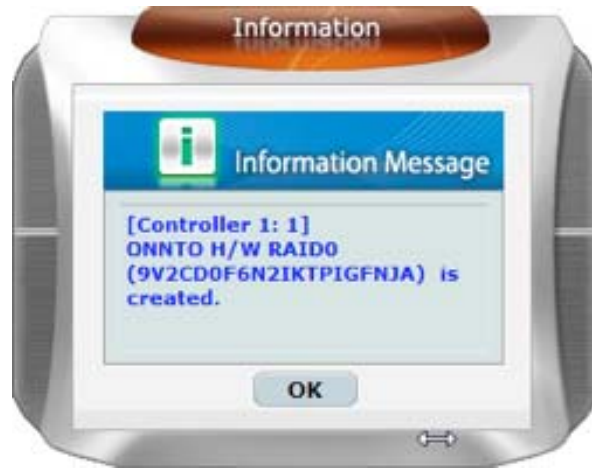 Information
Information Message
[Controller 1: 1]
ONNTO H/W RAID0
(9V2CD0F6N2IKTPIGFNJA) is
created.
OK